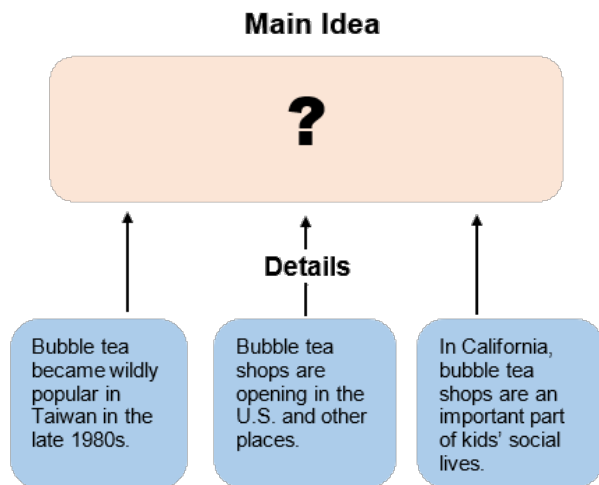 Main Idea
?
Details
Bubble tea
became wildly
popular in
Taiwan in the
late 1980s.
Bubble tea
shops are
opening in the
U.S. and other
places.
In California,
bubble tea
shops are an
important part
of kids’ social
lives.